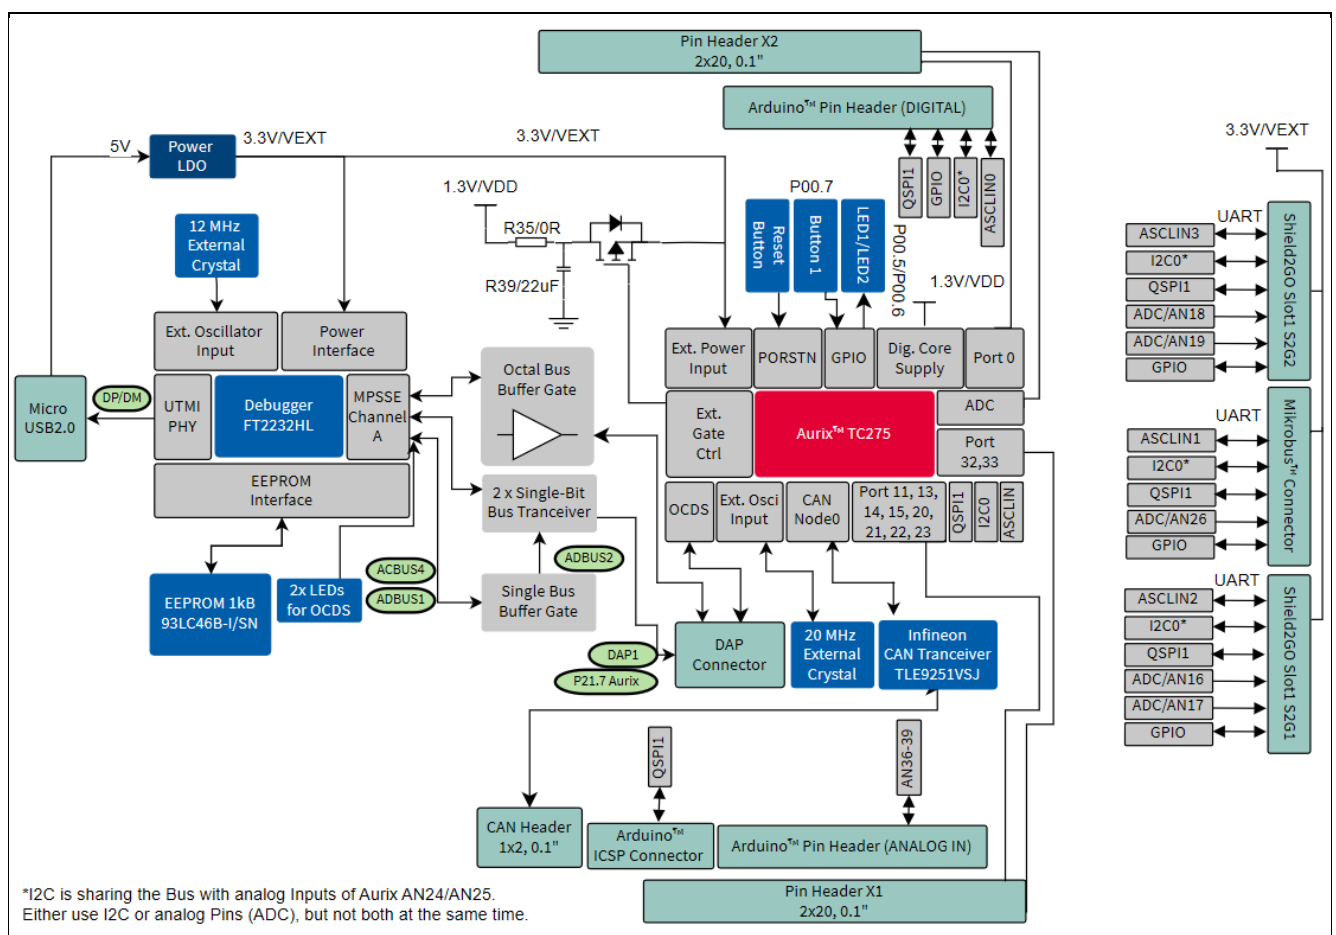 Pin Header X2
2x20, 0.1"
Arduino™ Pin Header (DIGITAL)
5V
Power
LDO
3.3V/VEXT
3.3V/VEXT
3.3V/VEXT
QSPI1
GPIO
I2C0*
ASCLIN0
1.3V/VDD
P00.7
12 MHz
External
Crystal
R35/0R
R39/22uF
Reset
Button
Button 1
LED1/LED2
P00.5/P00.6
1.3V/VDD
Ext. Oscillator
Input
Power
Interface
Octal Bus
Buffer Gate
Ext. Power
Input
PORSTN
GPIO
Dig. Core
Supply
Port 0
Micro
USB2.0
DP/DM
UTMI
PHY
Debugger
FT2232HL
MPSSE
Channel
A
Ext.
Gate
Ctrl
Aurix™ TC275
ADC
Port
32,33
EEPROM
Interface
2 x Single-Bit
Bus Tranceiver
OCDS
Ext. Osci
Input
CAN
Node0
Port 11, 13,
14, 15, 20,
21, 22, 23
QSPI1
I2C0
ASCLIN
EEPROM 1kB
93LC46B-I/SN
2x LEDs
for OCDS
ACBUS4
ADBUS1
ADBUS2
Single Bus
Buffer Gate
DAP1
P21.7 Aurix
DAP
Connector
20 MHz
External
Crystal
Infineon
CAN Tranceiver
TLE9251VSJ
QSPI1
AN36-39
CAN Header
1x2, 0.1"
Arduino™
ICSP Connector
Arduino™ Pin Header (ANALOG IN)
Pin Header X1
2x20, 0.1"
UART
ASCLIN3
I2C0*
QSPI1
ADC/AN18
ADC/AN19
GPIO
Shield2GO Slot1 S2G2
UART
ASCLIN1
I2C0*
QSPI1
ADC/AN26
GPIO
Mikrobus™ Connector
UART
ASCLIN2
I2C0*
QSPI1
ADC/AN16
ADC/AN17
GPIO
Shield2GO Slot1 S2G1
*I2C is sharing the Bus with analog Inputs of Aurix AN24/AN25.
Either use I2C or analog Pins (ADC), but not both at the same time.